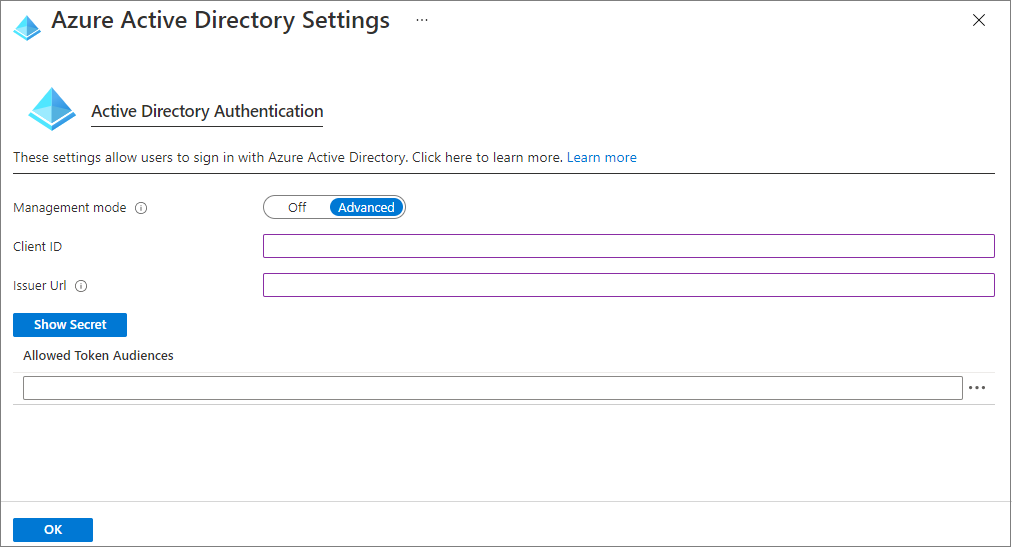 Azure Active Directory Settings ...
Active Directory Authentication
These settings allow users to sign in with Azure Active Directory. Click here to learn more. Learn more
Management mode Off Advanced
Client ID
Issuer Url
Show Secret
Allowed Token Audiences
OK